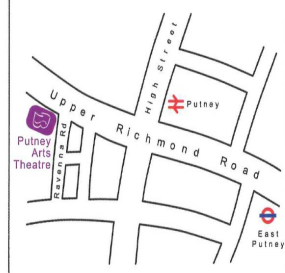 High Street
Putney
Upper Richmond Road
Putney
Arts
Theatre
Ravenna Rd
East
Putney